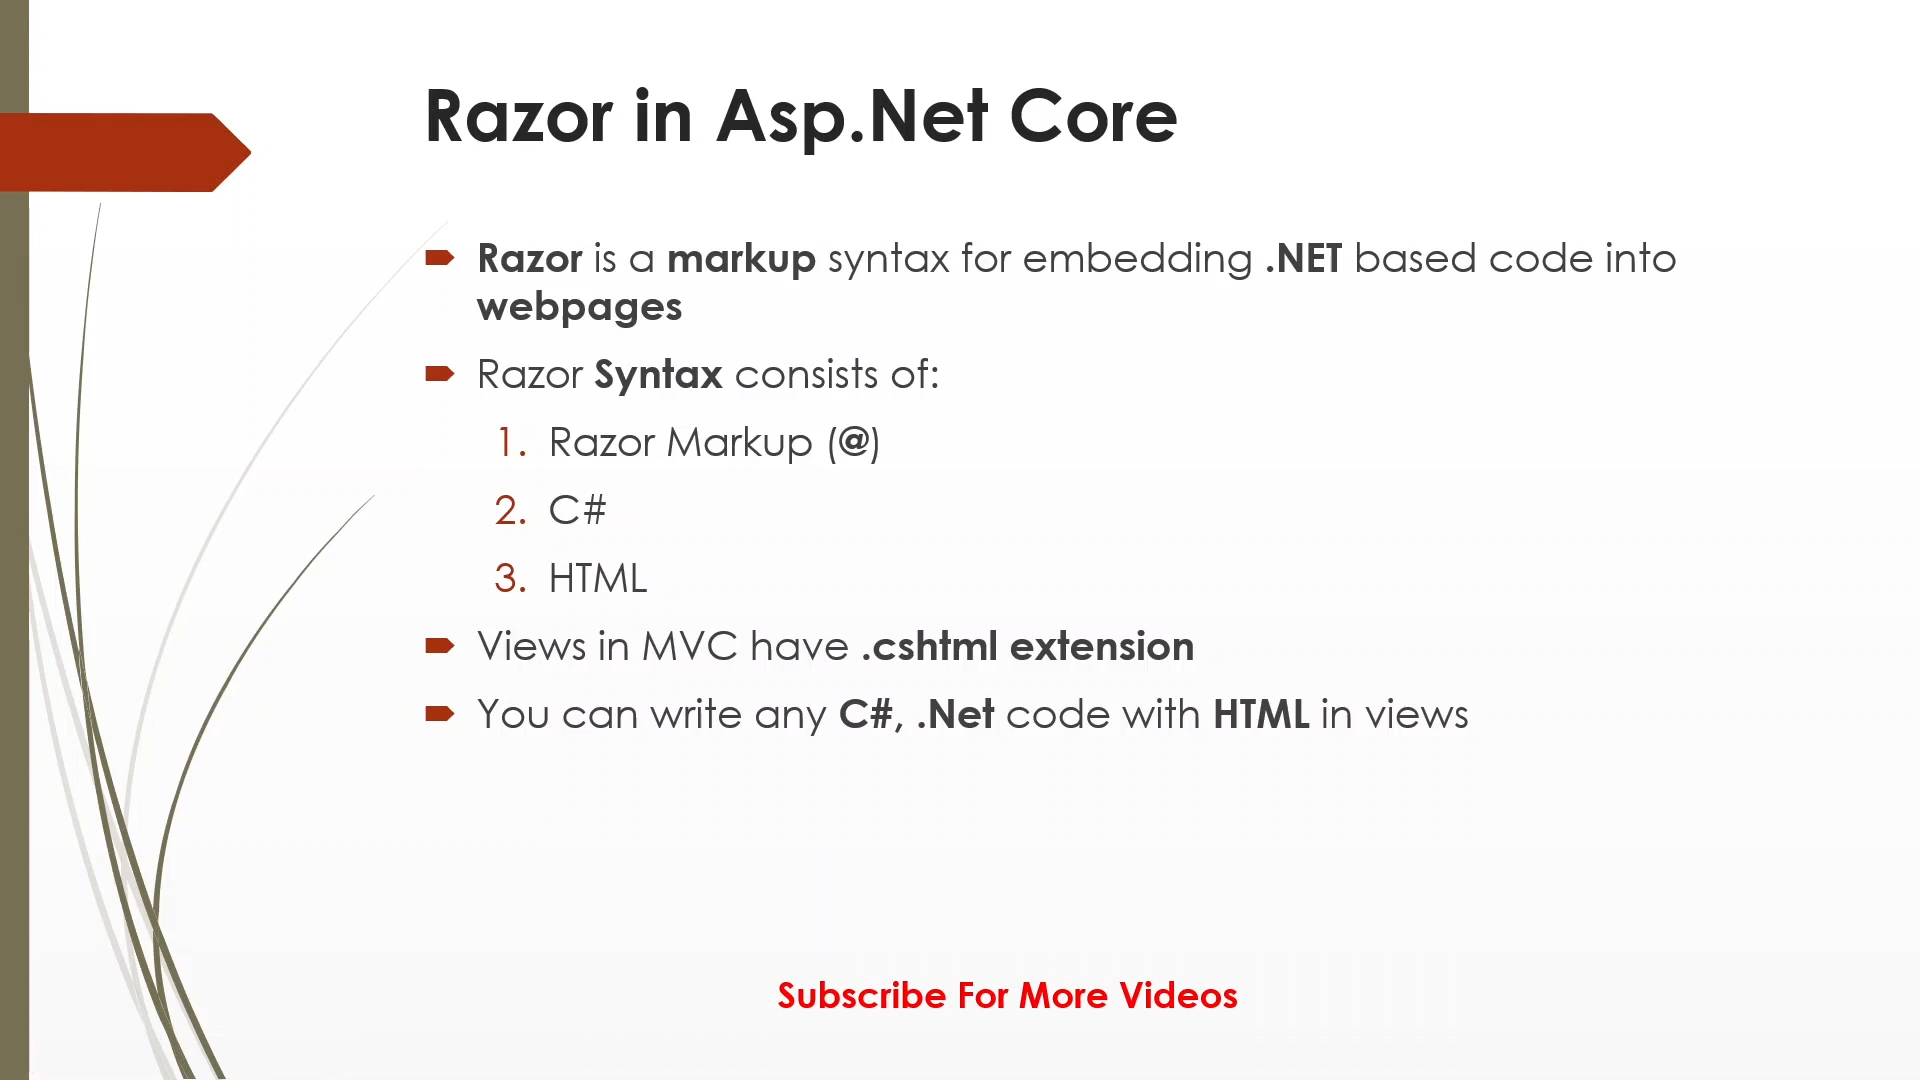 Razor in Asp.Net Core
Razor is a markup syntax for embedding .NET based code into
webpages
Razor Syntax consists of:
1. Razor Markup (@)
2. C#
3. HTML
Views in MVC have .cshtml extension
You can write any C#, .Net code with HTML in views
Subscribe For More Videos